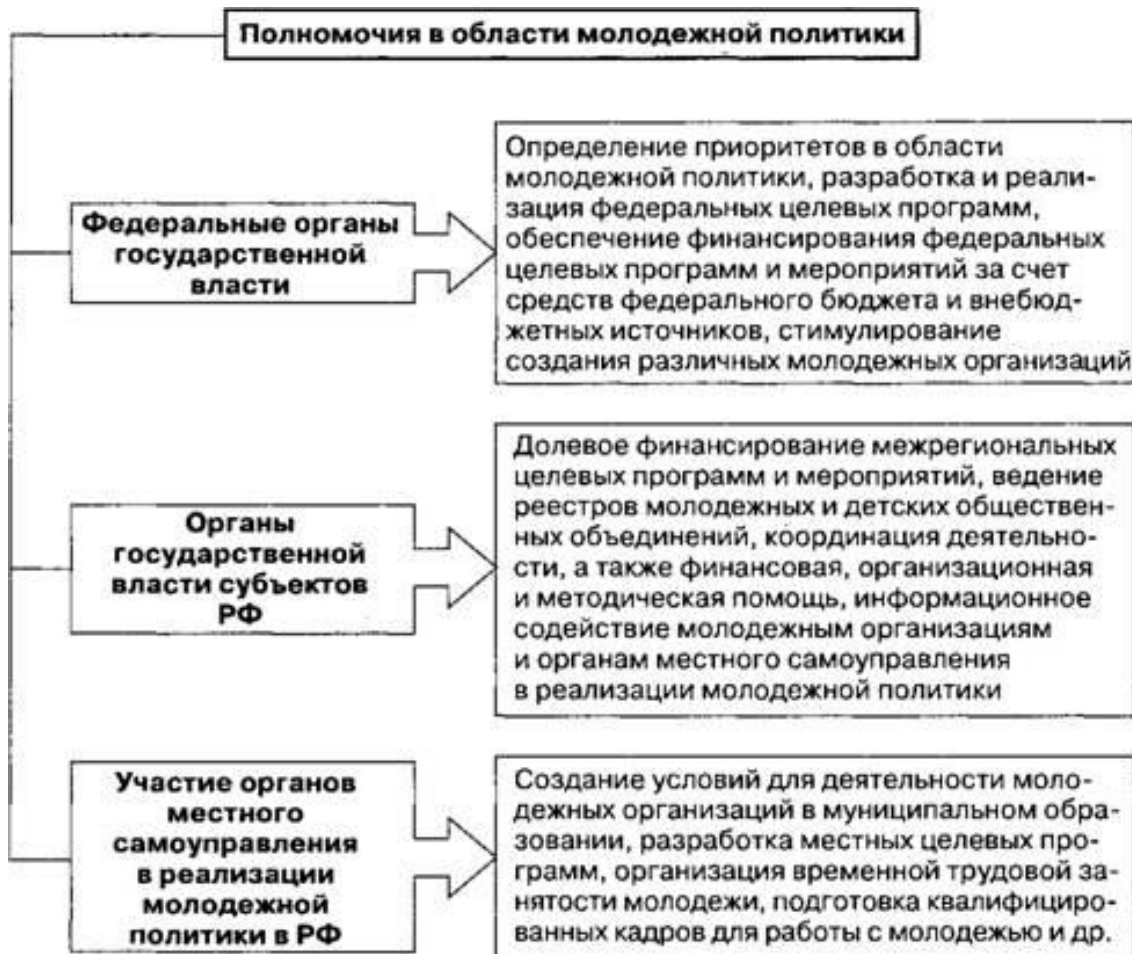 Полномочия в области молодежной политики
Федеральные органы
государственной
власти
Определение приоритетов в области
молодежной политики, разработка и реали-
зация федеральных целевых программ,
обеспечение финансирования федеральных
целевых программ и мероприятий за счет
средств федерального бюджета и внебюд-
жетных источников, стимулирование
создания различных молодежных организаций
Органы
государственной
власти субъектов
РФ
Долевое финансирование межрегиональных
целевых программ и мероприятий, ведение
реестров молодежных и детских обществен-
ных объединений, координация деятельно-
сти, а также финансовая, организационная
и методическая помощь, информационное
содействие молодежным организациям
и органам местного самоуправления
в реализации молодежной политики
Участие органов
местного
самоуправления
в реализации
молодежной
политики в РФ
Создание условий для деятельности моло-
дежных организаций в муниципальном обра-
зовании, разработка местных целевых про-
грамм, организация временной трудовой за-
нятости молодежи, подготовка квалифициро-
ванных кадров для работы с молодежью и др.